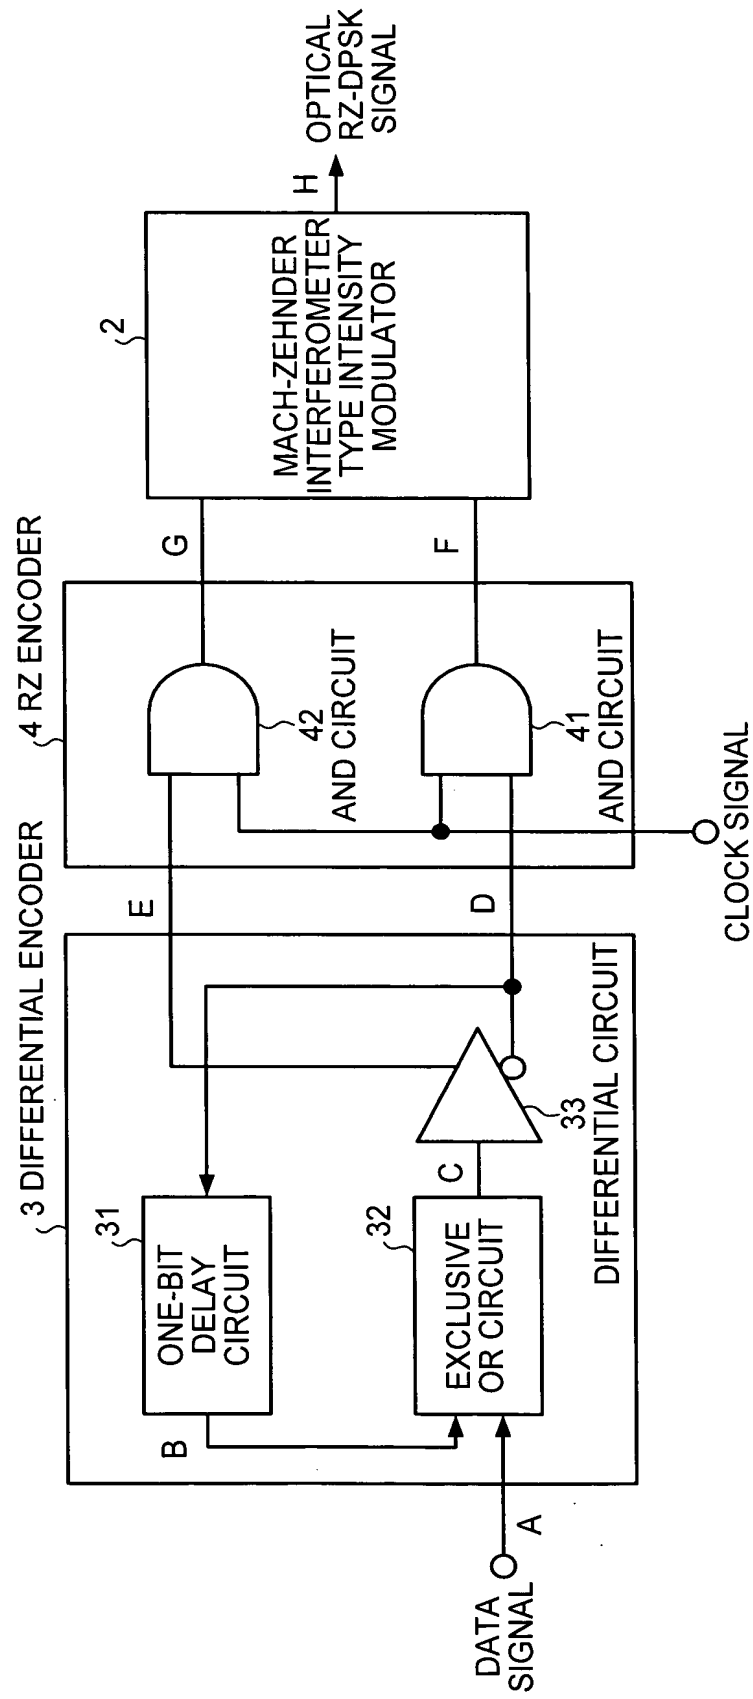 3 DIFFERENTIAL ENCODER
4 RZ ENCODER
2
31
ONE-BIT
DELAY
CIRCUIT
B
E
G
MACH-ZEHNDER
INTERFEROMETER
TYPE INTENSITY
MODULATOR
H
OPTICAL
RZ-DPSK
SIGNAL
42
AND CIRCUIT
32
EXCLUSIVE
OR CIRCUIT
C
33
DIFFERENTIAL CIRCUIT
D
F
41
AND CIRCUIT
DATA
SIGNAL
A
CLOCK SIGNAL